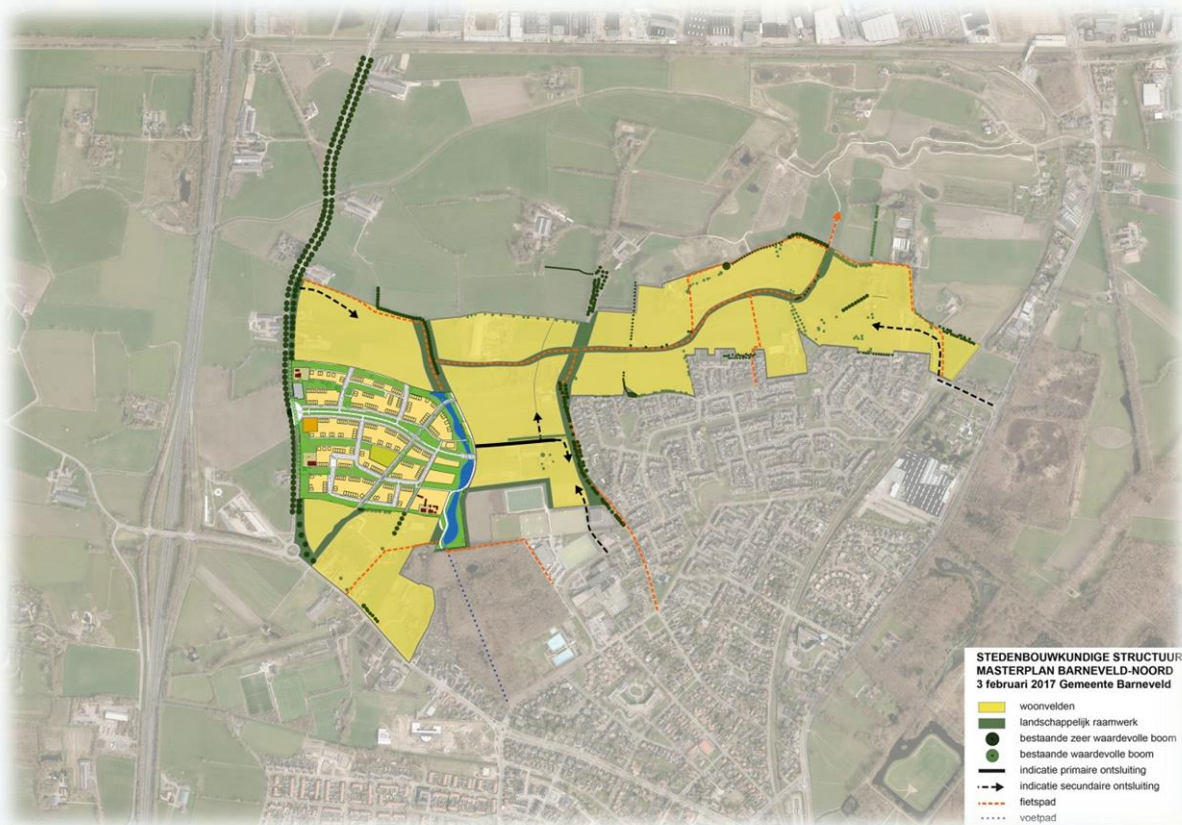 STEDENBOUWKUNDIGE STRUCTUUR
MASTERPLAN BARNEVELD-NOORD
3 februari 2017 Gemeente Barneveld
woonvelden
landschappelijk raamwerk
bestaande zeer waardevolle boom
bestaande waardevolle boom
indicatie primaire ontsluiting
indicatie secundaire ontsluiting
fietspad
voetpad